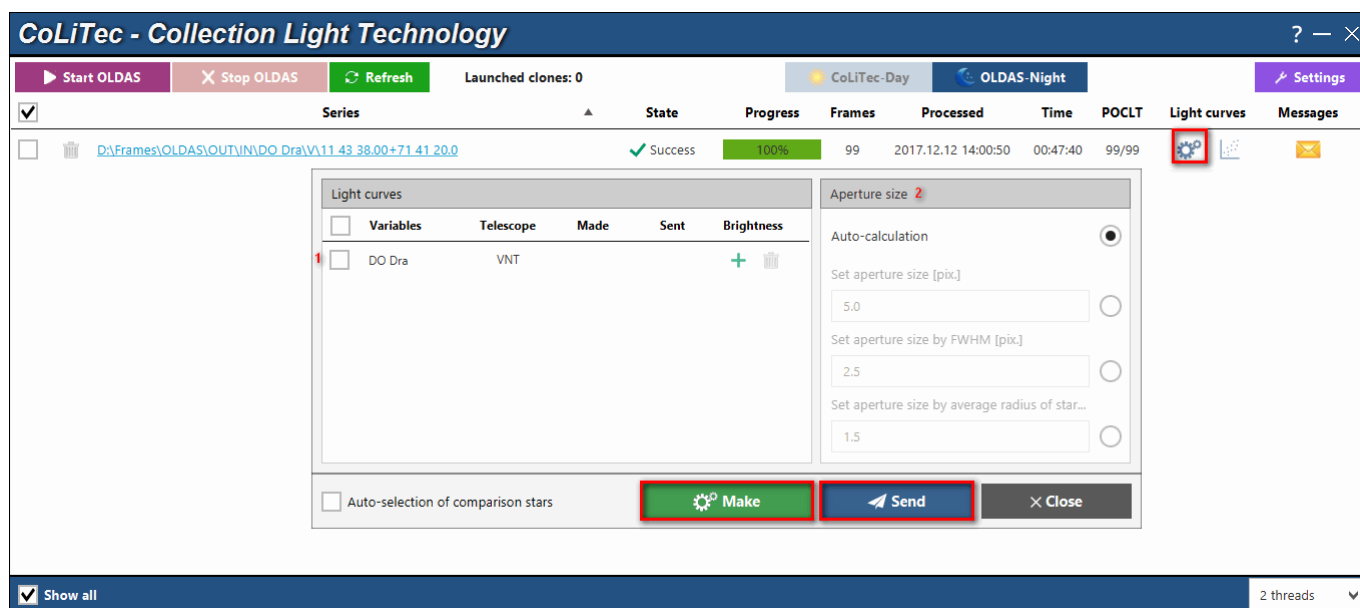 CoLiTec - Collection Light Technology
Start OLDAS Stop OLDAS Refresh Launched clones: 0 CoLiTec-Day OLDAS-Night Settings
Series State Progress Frames Processed Time POCLT Light curves Messages
D:\Frames\OLDAS\OUT\IN\DO Dra\V\11 43 38.00+71 41 20.0 Success 100% 99 2017.12.12 14:00:50 00:47:40 99/99
Light curves Aperture size 2
Variables Telescope Made Sent Brightness
Auto-calculation
1 DO Dra VNT
Set aperture size [pix.]
5.0
Set aperture size by FWHM [pix.]
2.5
Set aperture size by average radius of star...
1.5
Auto-selection of comparison stars Make Send Close
Show all 2 threads